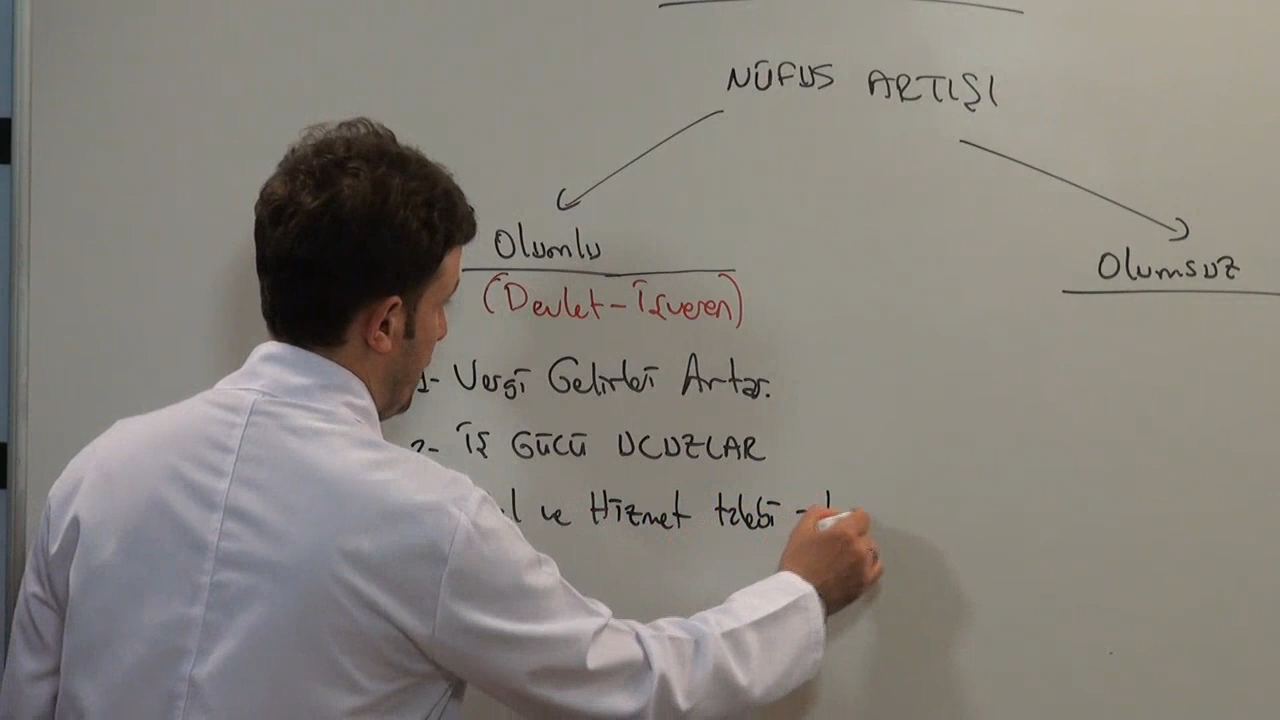 NÜFUS ARTIŞI
Olumlu
Olumsuz
(Devlet-İşveren)
1- Vergi Gelirleri Artar.
2- İŞ GÜCÜ UCUZLAR
ve Hizmet talebi